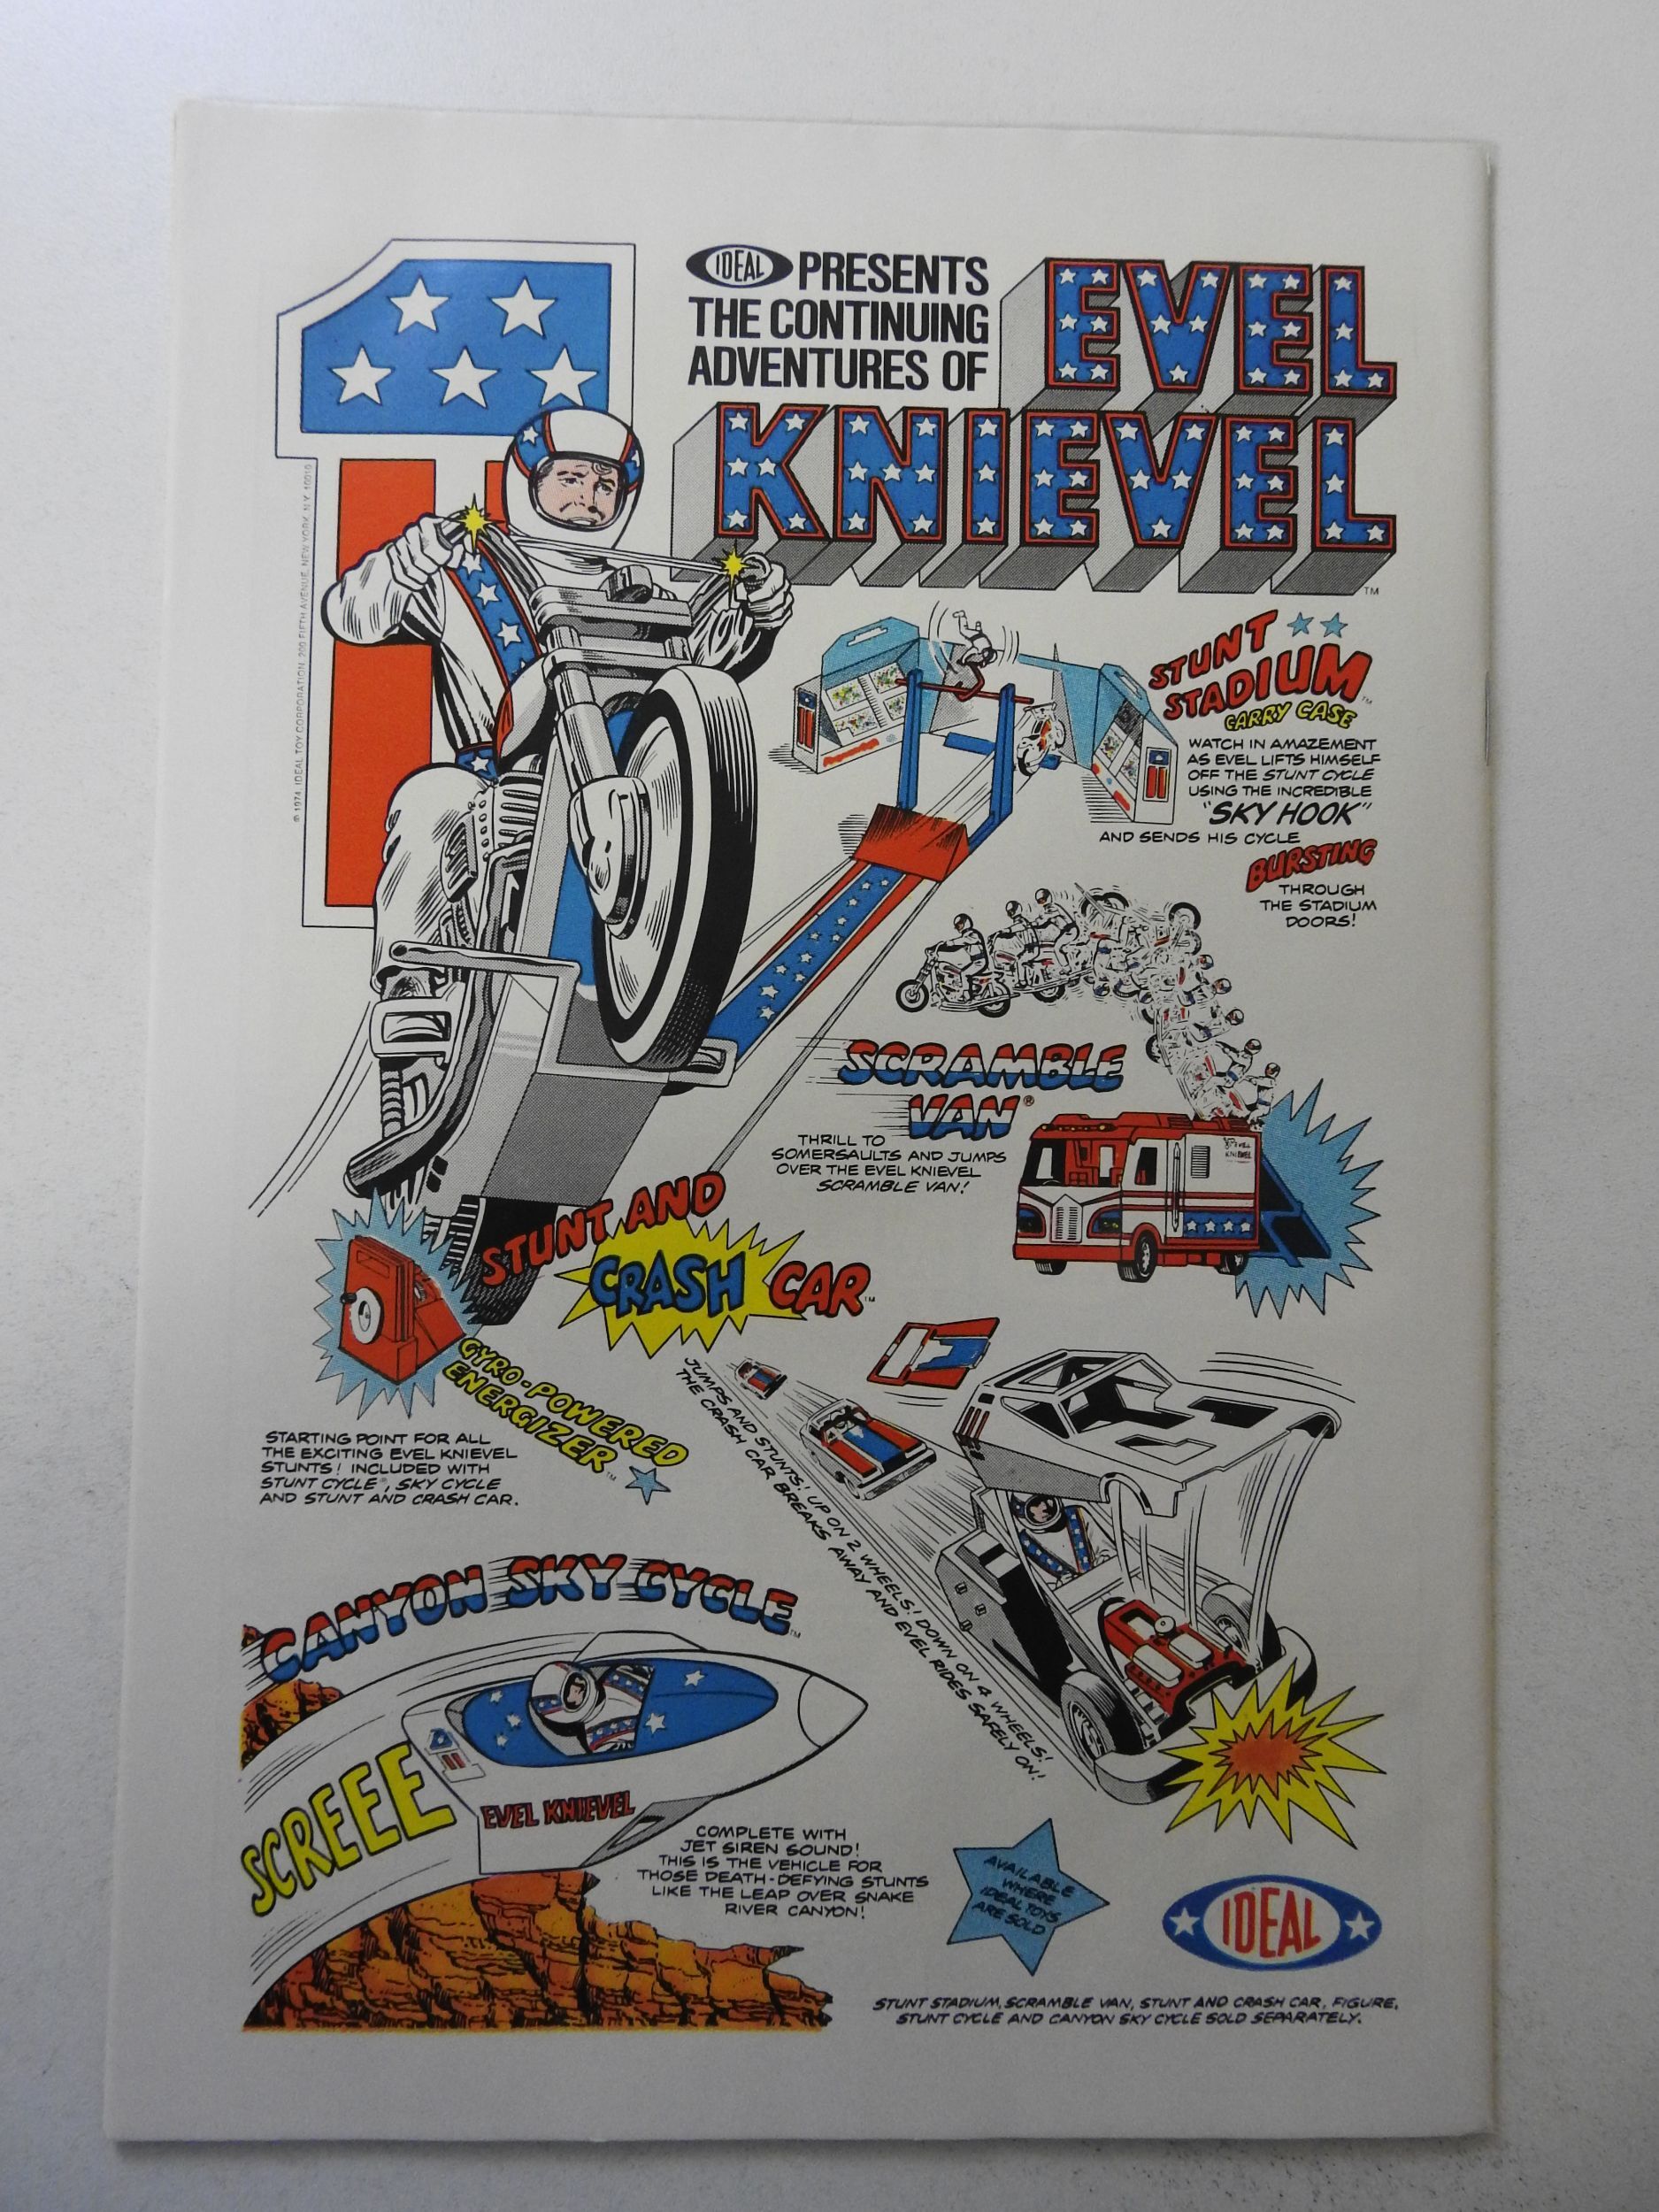 IDEAL PRESENTS
THE CONTINUING
ADVENTURES OF
EVEL
KNIEVEL
TM
© 1974, IDEAL TOY CORPORATION, 200 FIFTH AVENUE, NEW YORK, N.Y. 10010
STUNT
STADIUM™
CARRY CASE
WATCH IN AMAZEMENT
AS EVEL LIFTS HIMSELF
OFF THE STUNT CYCLE
USING THE INCREDIBLE
"SKY HOOK"
AND SENDS HIS CYCLE
BURSTING
THROUGH
THE STADIUM
DOORS!
SCRAMBLE
VAN®
THRILL TO
SOMERSAULTS AND JUMPS
OVER THE EVEL KNIEVEL
SCRAMBLE VAN!
EVEL
KNIEVEL
STUNT AND
CRASH CAR™
GYRO-POWERED
ENERGIZER™
STARTING POINT FOR ALL
THE EXCITING EVEL KNIEVEL
STUNTS! INCLUDED WITH
STUNT CYCLE®, SKY CYCLE
AND STUNT AND CRASH CAR.
JUMPS AND STUNTS! UP ON 2 WHEELS! DOWN ON 4 WHEELS!
THE CRASH CAR BREAKS AWAY AND EVEL RIDES SAFELY ON!
CANYON SKY CYCLE™
SCREEE
EVEL KNIEVEL
COMPLETE WITH
JET SIREN SOUND!
THIS IS THE VEHICLE FOR
THOSE DEATH-DEFYING STUNTS
LIKE THE LEAP OVER SNAKE
RIVER CANYON!
AVAILABLE
WHERE
IDEAL TOYS
ARE SOLD
IDEAL
STUNT STADIUM, SCRAMBLE VAN, STUNT AND CRASH CAR, FIGURE,
STUNT CYCLE AND CANYON SKY CYCLE SOLD SEPARATELY.